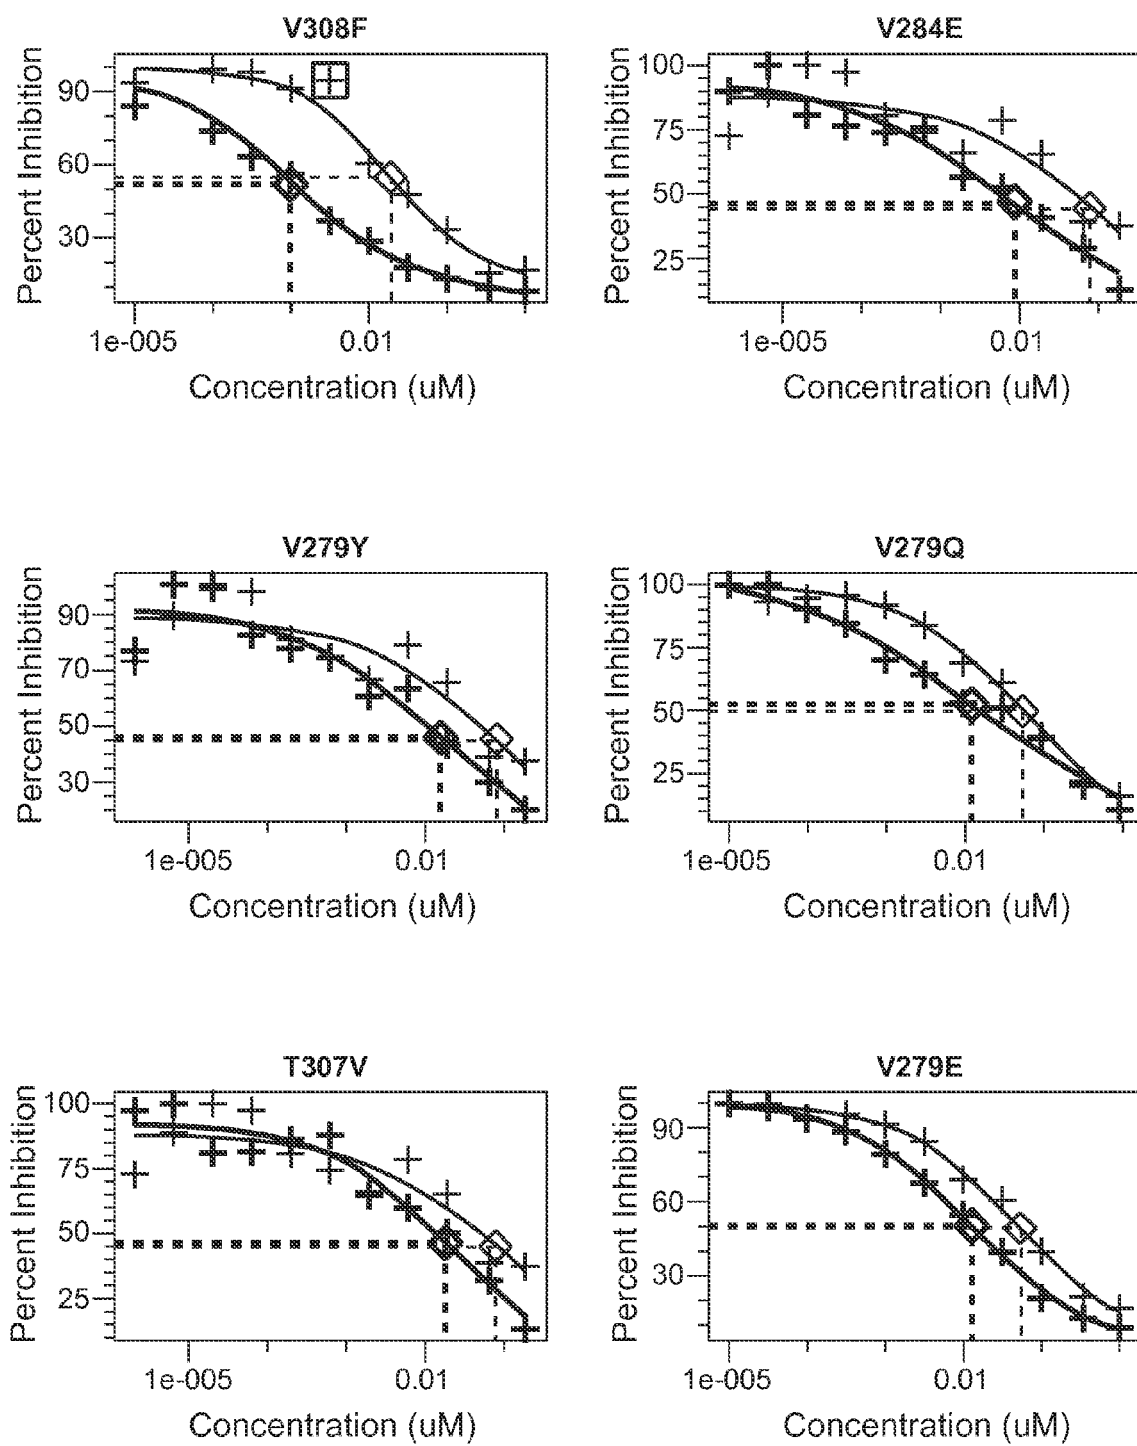 V308F
Percent Inhibition
90
60
30
1e-005 0.01
Concentration (uM)
V284E
Percent Inhibition
100
75
50
25
1e-005 0.01
Concentration (uM)
V279Y
Percent Inhibition
90
70
50
30
1e-005 0.01
Concentration (uM)
V279Q
Percent Inhibition
100
75
50
25
1e-005 0.01
Concentration (uM)
T307V
Percent Inhibition
100
75
50
25
1e-005 0.01
Concentration (uM)
V279E
Percent Inhibition
90
60
30
1e-005 0.01
Concentration (uM)